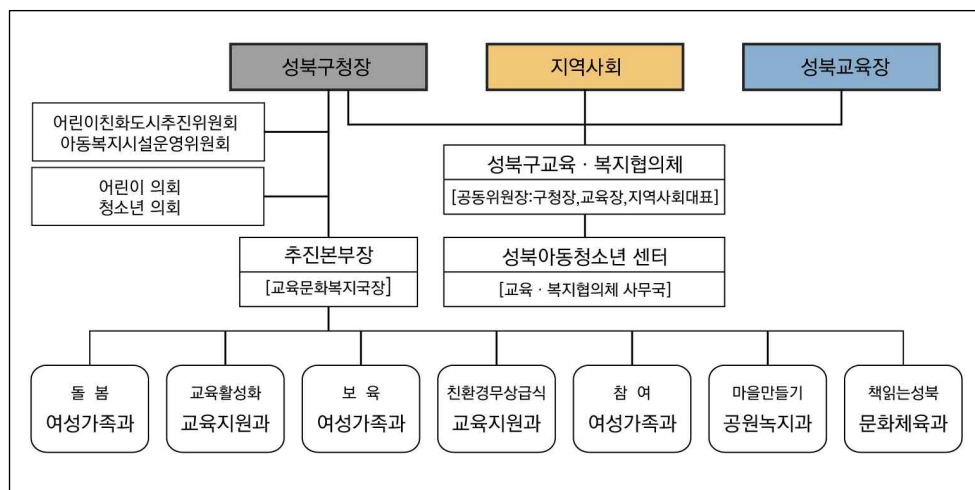 성북구청장
지역사회
성북교육장
어린이친화도시추진위원회
아동복지시설운영위원회
성북구교육 · 복지협의체
[공동위원장:구청장,교육장,지역사회대표]
어린이 의회
청소년 의회
추진본부장
[교육문화복지국장]
성북아동청소년 센터
[교육 · 복지협의체 사무국]
돌 봄
여성가족과
교육활성화
교육지원과
보 육
여성가족과
친환경무상급식
교육지원과
참 여
여성가족과
마을만들기
공원녹지과
책읽는성북
문화체육과